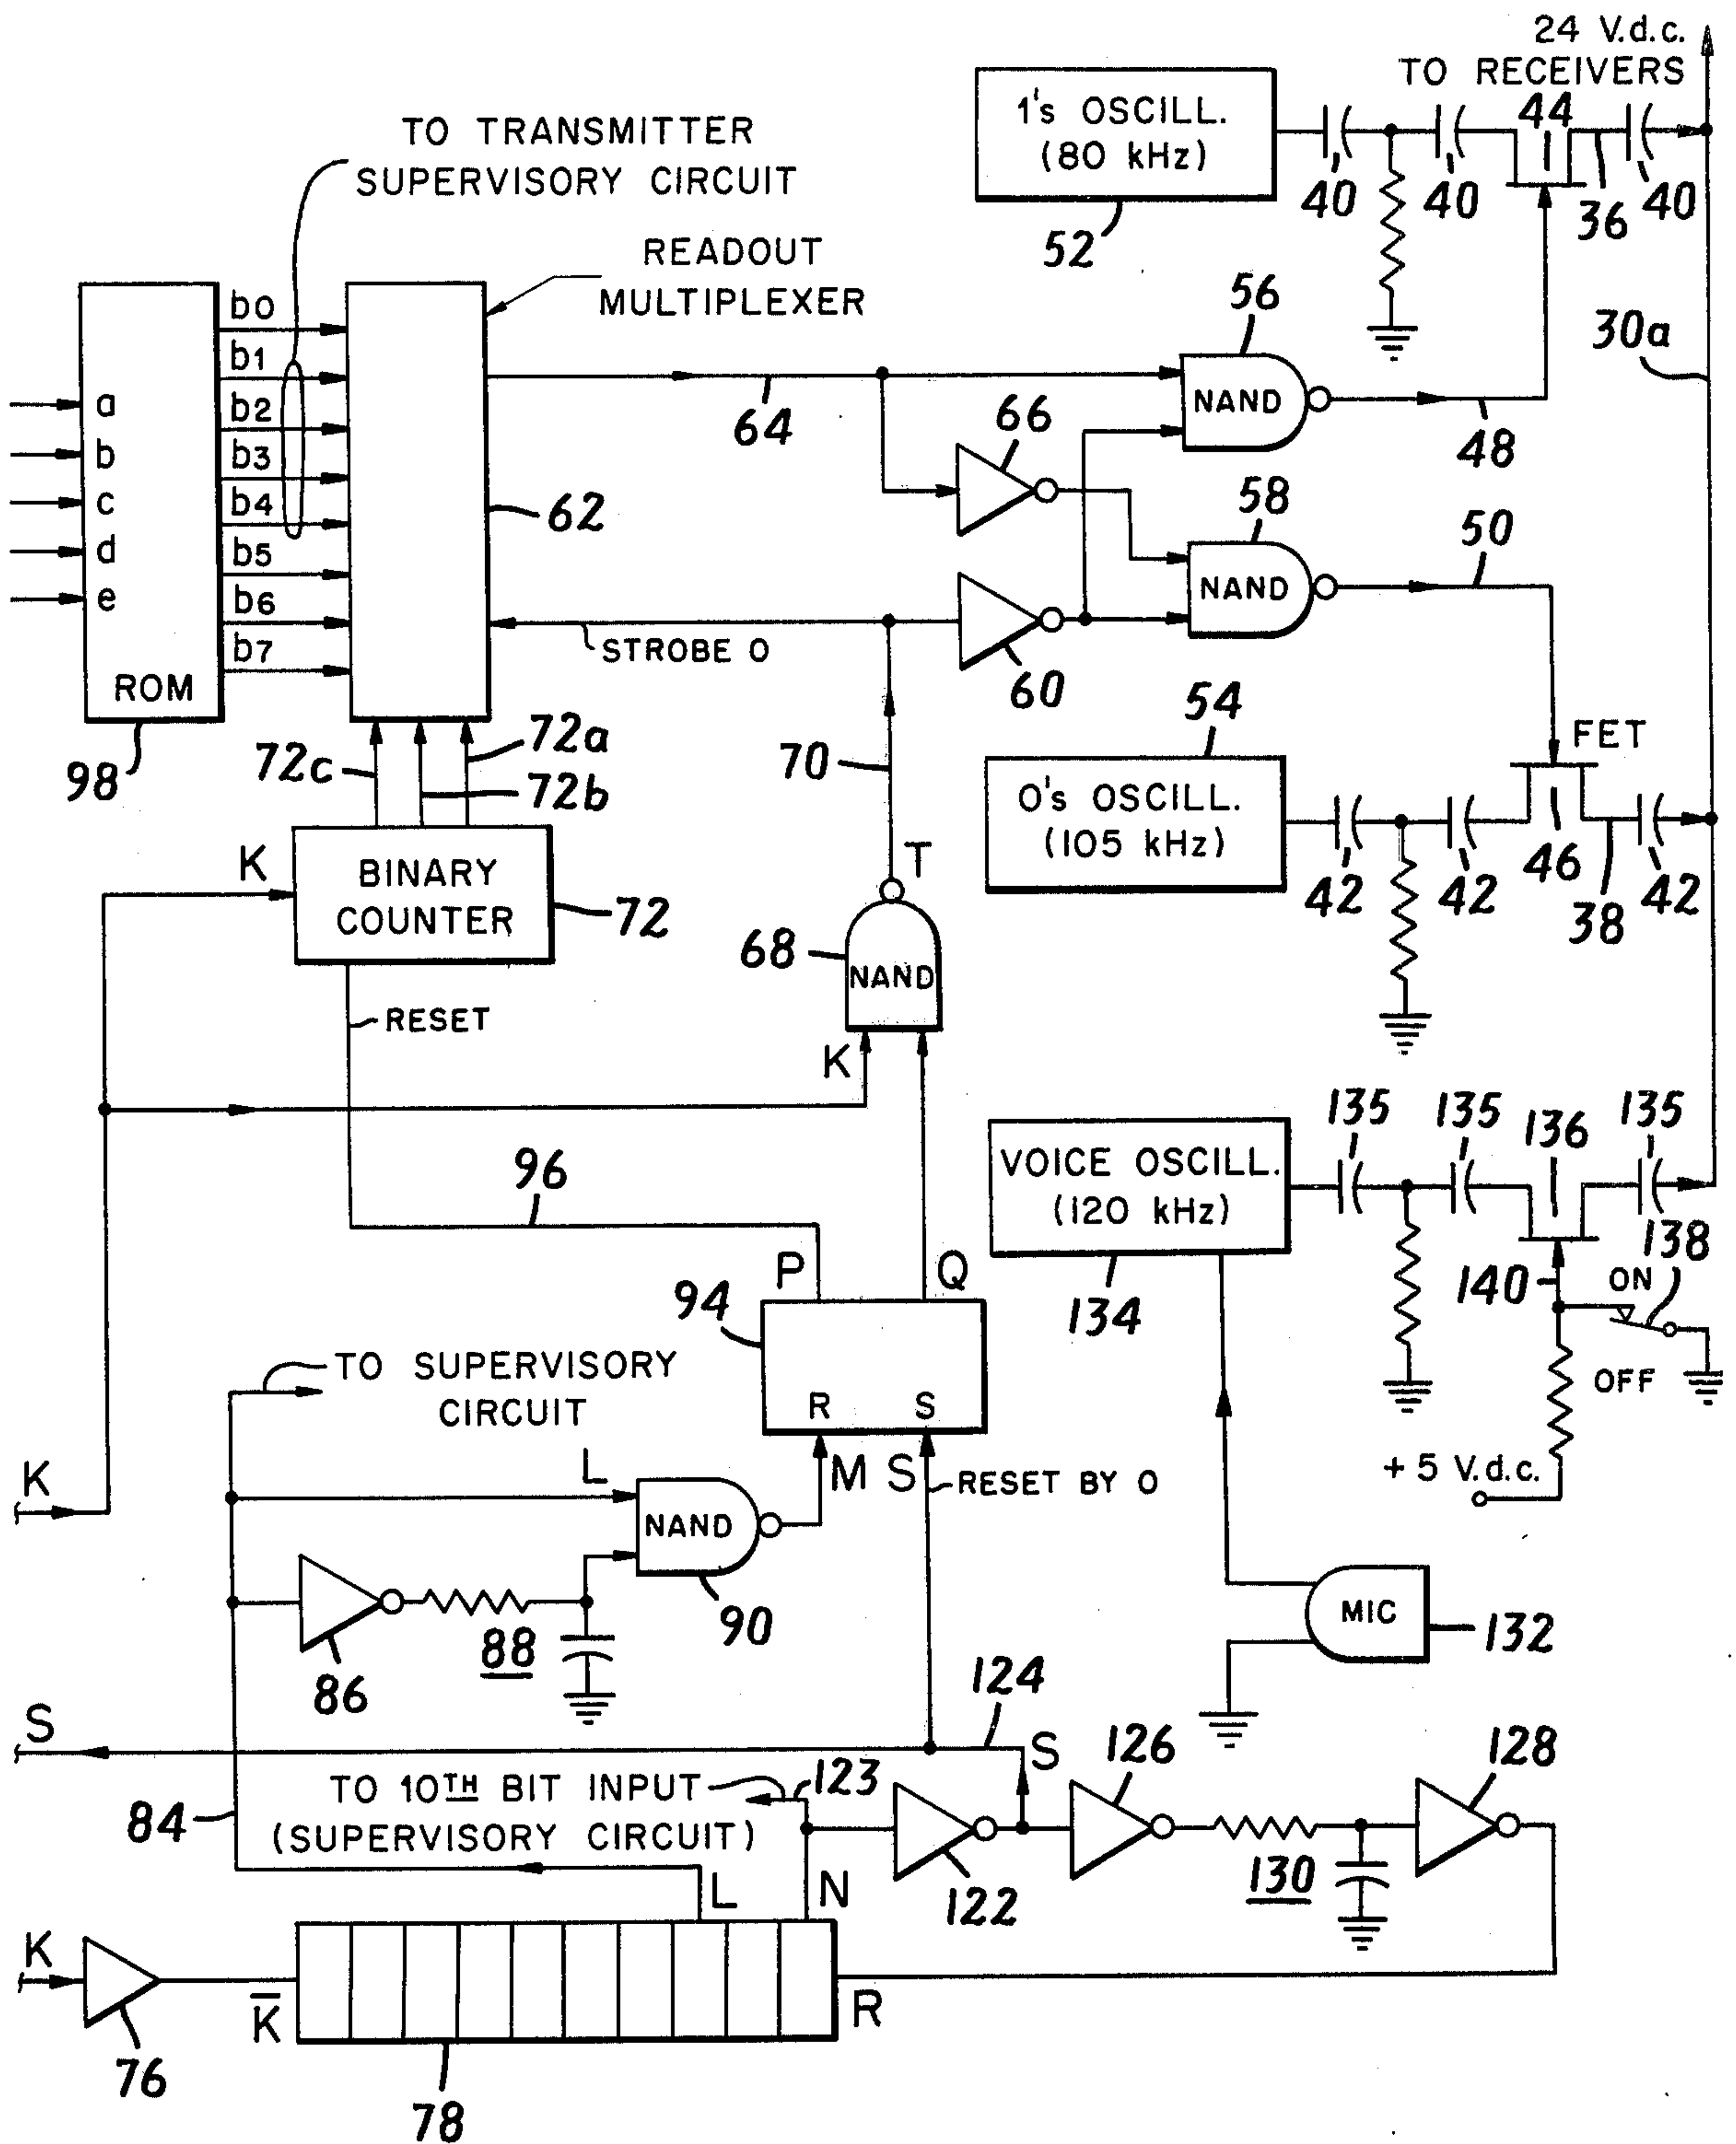 24 V.d.c.
TO RECEIVERS
1's OSCILL.
(80 kHz)
52
40
40
44
36
40
TO TRANSMITTER
SUPERVISORY CIRCUIT
READOUT
MULTIPLEXER
30a
b0
b1
b2
b3
b4
b5
b6
b7
a
b
c
d
e
ROM
98
62
64
66
56
NAND
48
58
NAND
50
STROBE 0
60
72c
72a
72b
K
BINARY
COUNTER
72
RESET
70
T
68
NAND
K
54
0's OSCILL.
(105 kHz)
42
42
FET
46
38
42
96
P
Q
94
R
S
VOICE OSCILL.
(120 kHz)
134
135
135
136
135
138
140
ON
OFF
+ 5 V.d.c.
TO SUPERVISORY
CIRCUIT
K
L
NAND
M
S
RESET BY 0
90
86
88
MIC
132
S
124
S
TO 10TH BIT INPUT
(SUPERVISORY CIRCUIT)
123
84
122
126
130
128
L
N
K
76
K̅
78
R